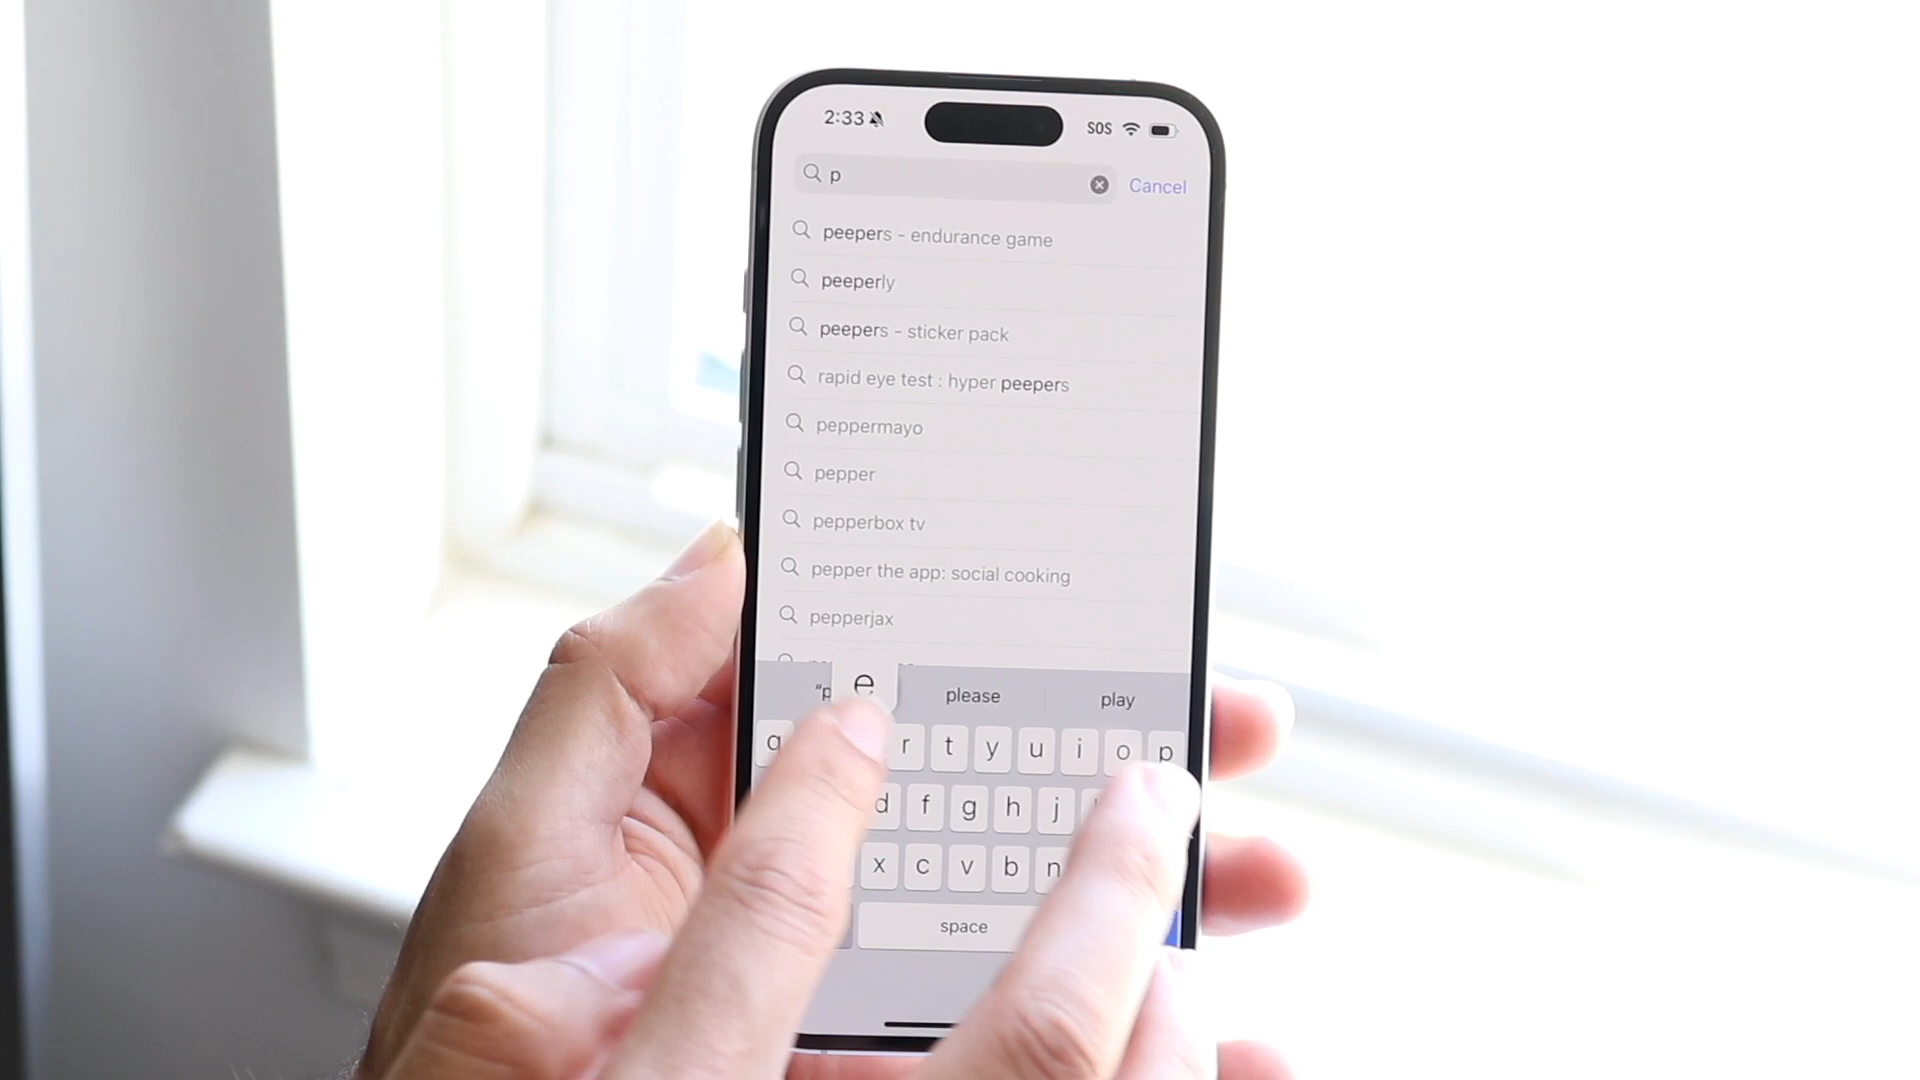 2:33 SOS
p Cancel
peepers - endurance game
peeperly
peepers - sticker pack
rapid eye test : hyper peepers
peppermayo
pepper
pepperbox tv
pepper the app: social cooking
pepperjax
"p e please play
q r t y u i o p
d f g h j
x c v b n
space